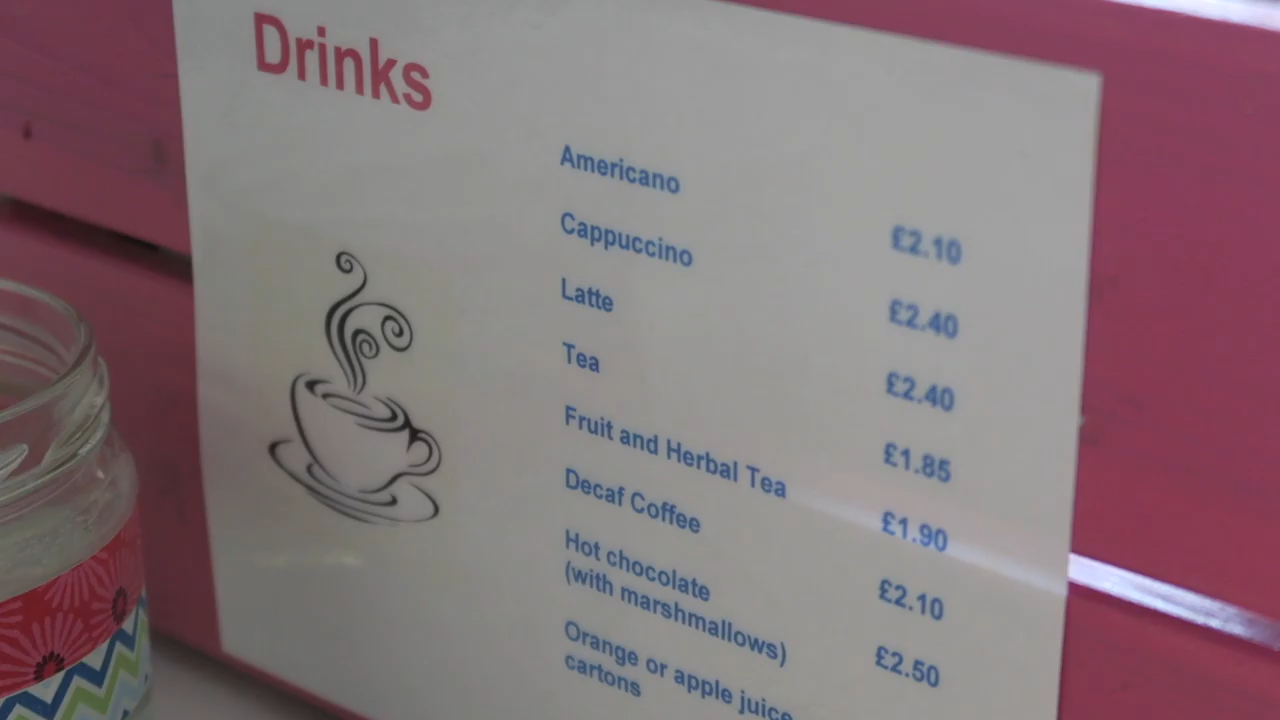 Drinks
Americano £2.10
Cappuccino £2.40
Latte £2.40
Tea £1.85
Fruit and Herbal Tea £1.90
Decaf Coffee £2.10
Hot chocolate £2.50
(with marshmallows)
Orange or apple juice
cartons